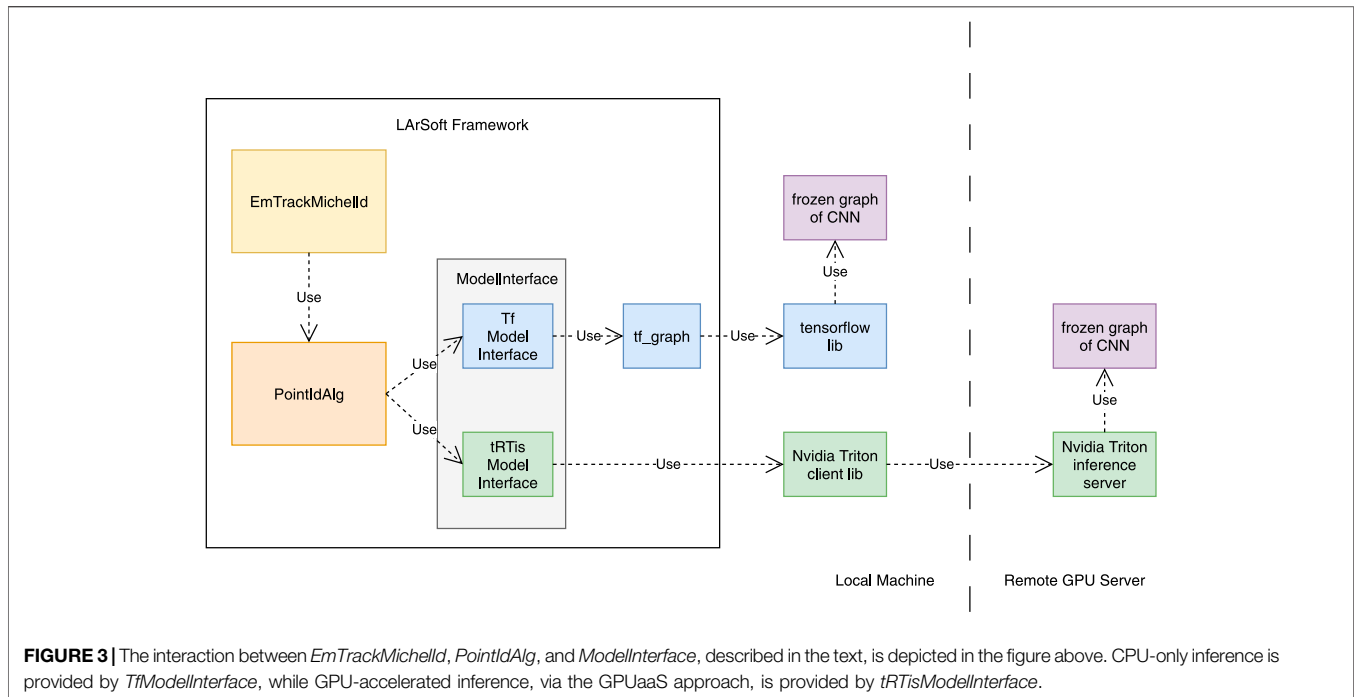 LArSoft Framework
EmTrackMichelId
Use
PointIdAlg
Use
Use
ModelInterface
Tf
Model
Interface
Use
tf_graph
Use
tensorflow
lib
Use
frozen graph
of CNN
tRTis
Model
Interface
Use
Nvidia Triton
client lib
Use
Nvidia Triton
inference
server
Use
frozen graph
of CNN
Local Machine
Remote GPU Server
FIGURE 3 | The interaction between EmTrackMichelId, PointIdAlg, and ModelInterface, described in the text, is depicted in the figure above. CPU-only inference is
provided by TfModelInterface, while GPU-accelerated inference, via the GPUaaS approach, is provided by tRTisModelInterface.